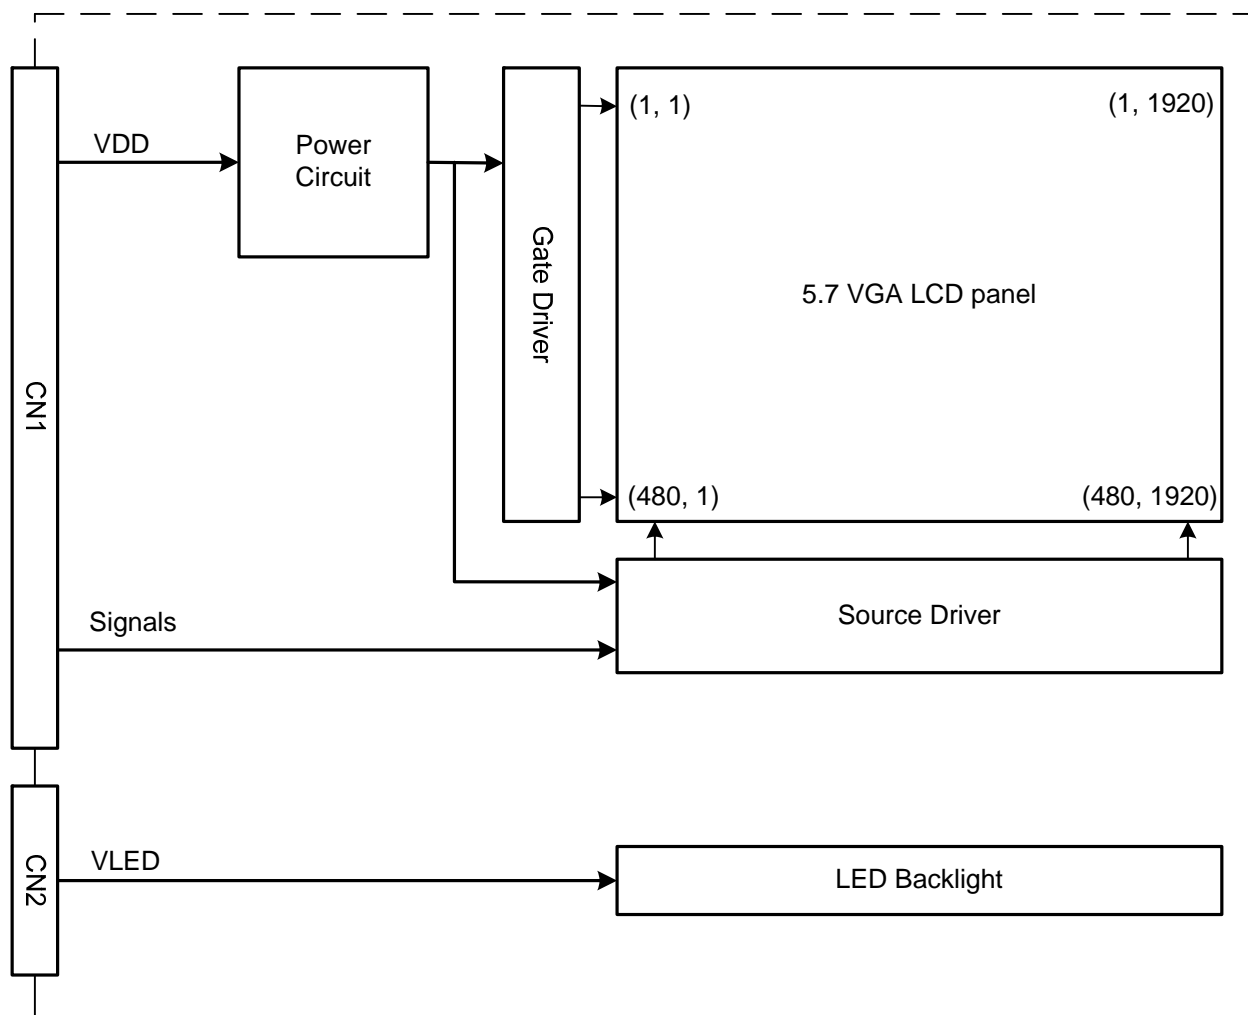 VDD
Power
Circuit
Gate Driver
(1, 1)
(1, 1920)
5.7 VGA LCD panel
(480, 1)
(480, 1920)
CN1
Signals
Source Driver
CN2
VLED
LED Backlight